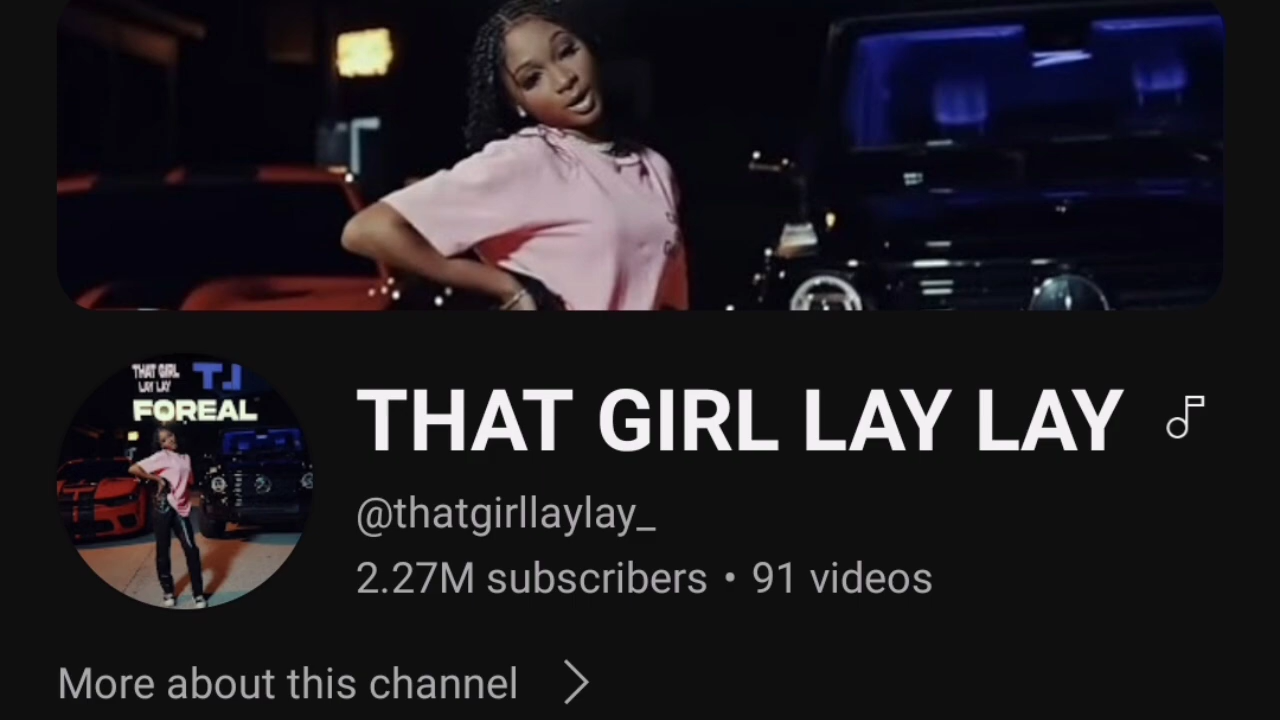 THAT GIRL
LAY LAY
TJ
FOREAL
THAT GIRL LAY LAY
@thatgirllaylay_
2.27M subscribers • 91 videos
More about this channel